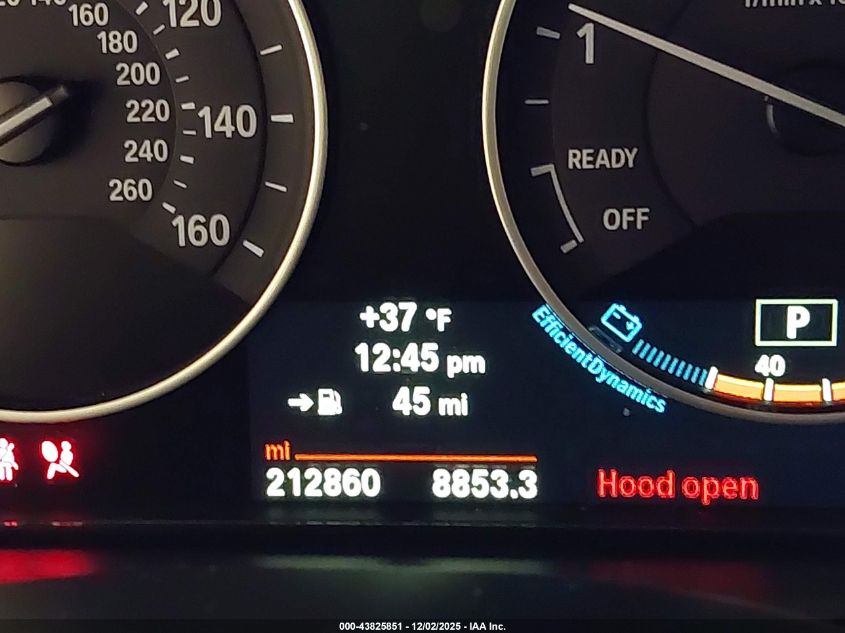 120
140
160
160
180
200
220
240
260
1
READY
OFF
+37 °F
12:45 pm
45 mi
EfficientDynamics
P
40
mi
212860 8853.3
Hood open
000-43825851 - 12/02/2025 - IAA Inc.